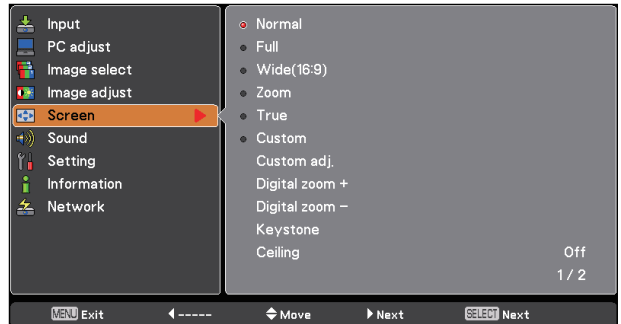 Input
PC adjust
Image select
Image adjust
Screen
Sound
Setting
Information
Network
Normal
Full
Wide(16:9)
Zoom
True
Custom
Custom adj.
Digital zoom +
Digital zoom –
Keystone
Ceiling Off
1 / 2
MENU Exit ----- Move Next SELECT Next